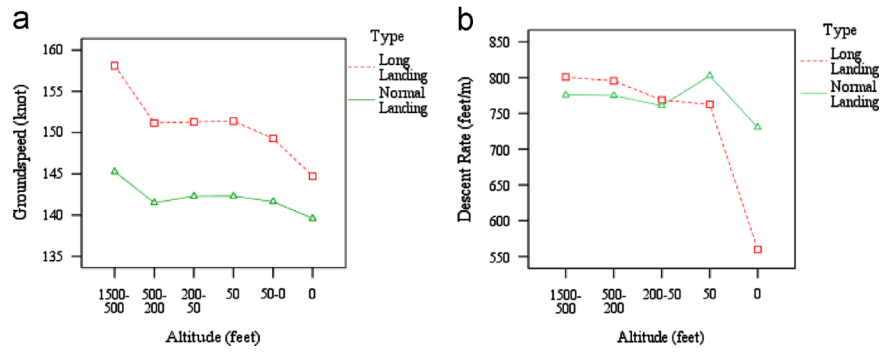 a
Groundspeed (knot)
160
155
150
145
140
135
1500-
500
500-
200
200-
50
50
50-0
0
Altitude (feet)
Type
Long
Landing
Normal
Landing
b
Descent Rate (feet/m)
850
800
750
700
650
600
550
1500-
500
500-
200
200-50
50
0
Altitude (feet)
Type
Long
Landing
Normal
Landing